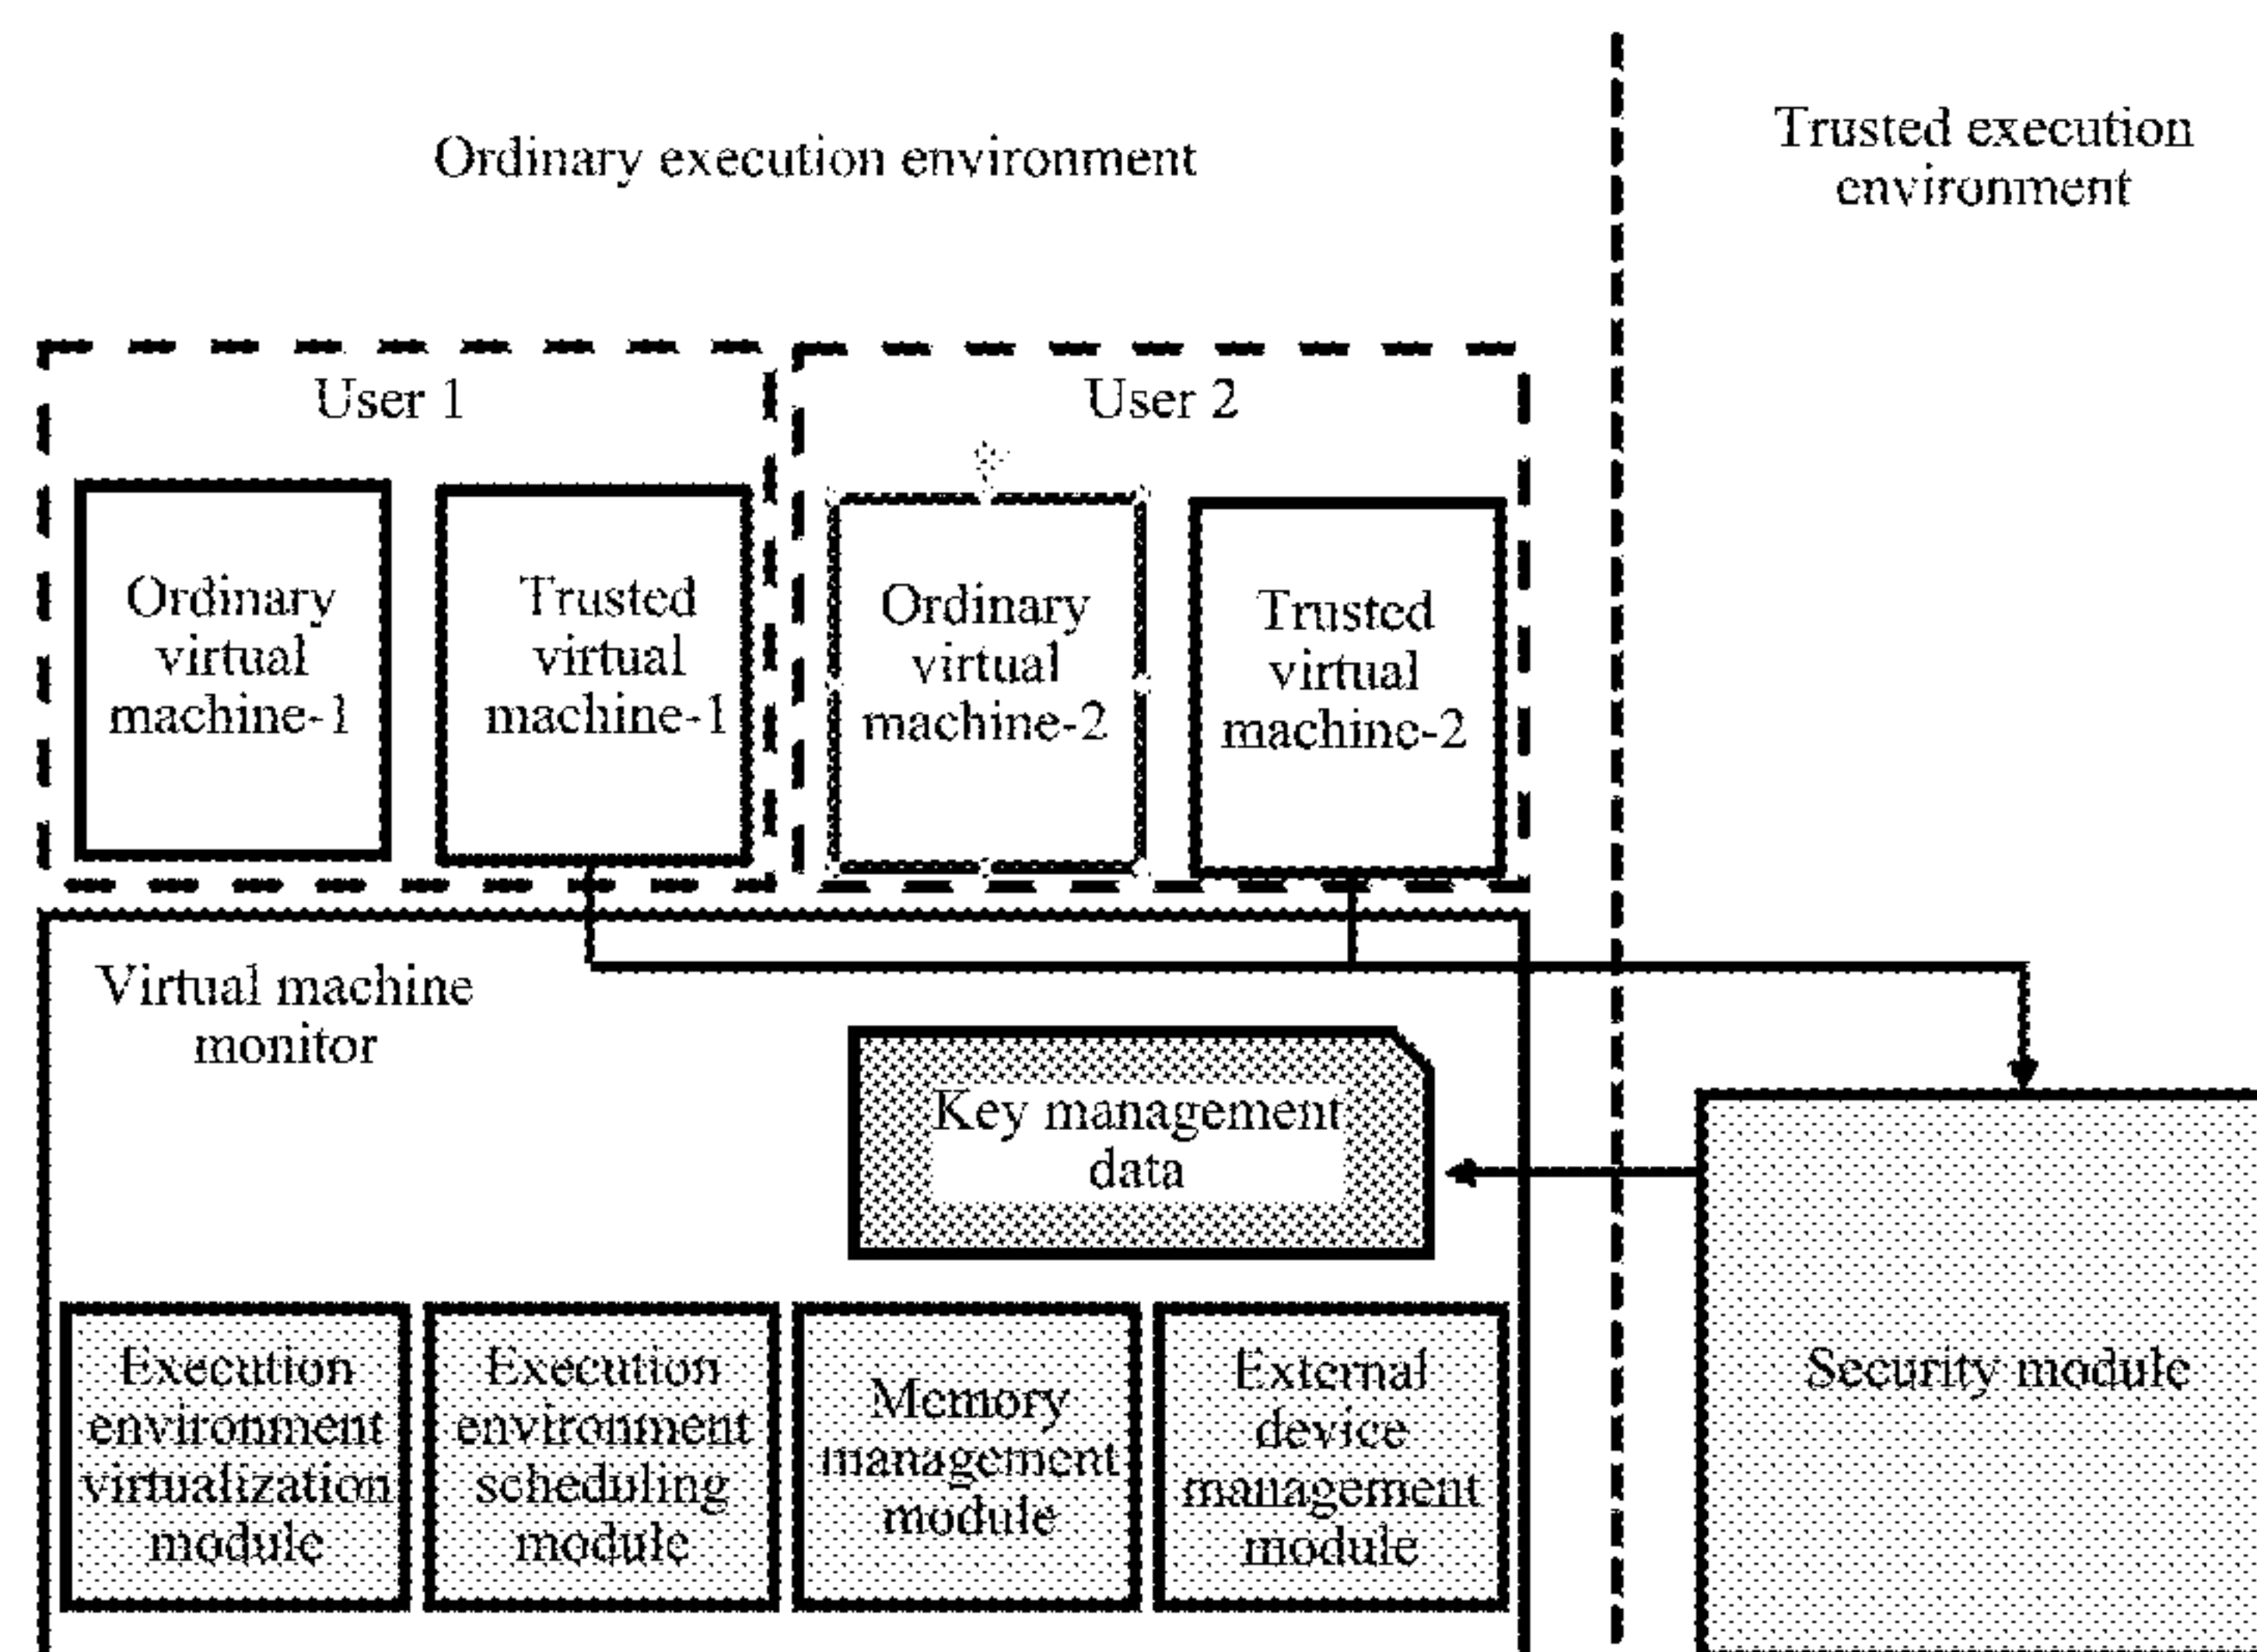 Ordinary execution environment
Trusted execution
environment
User 1
User 2
Ordinary
virtual
machine-1
Trusted
virtual
machine-1
Ordinary
virtual
machine-2
Trusted
virtual
machine-2
Virtual machine
monitor
Key management
data
Execution
environment
virtualization
module
Execution
environment
scheduling
module
Memory
management
module
External
device
management
module
Security module